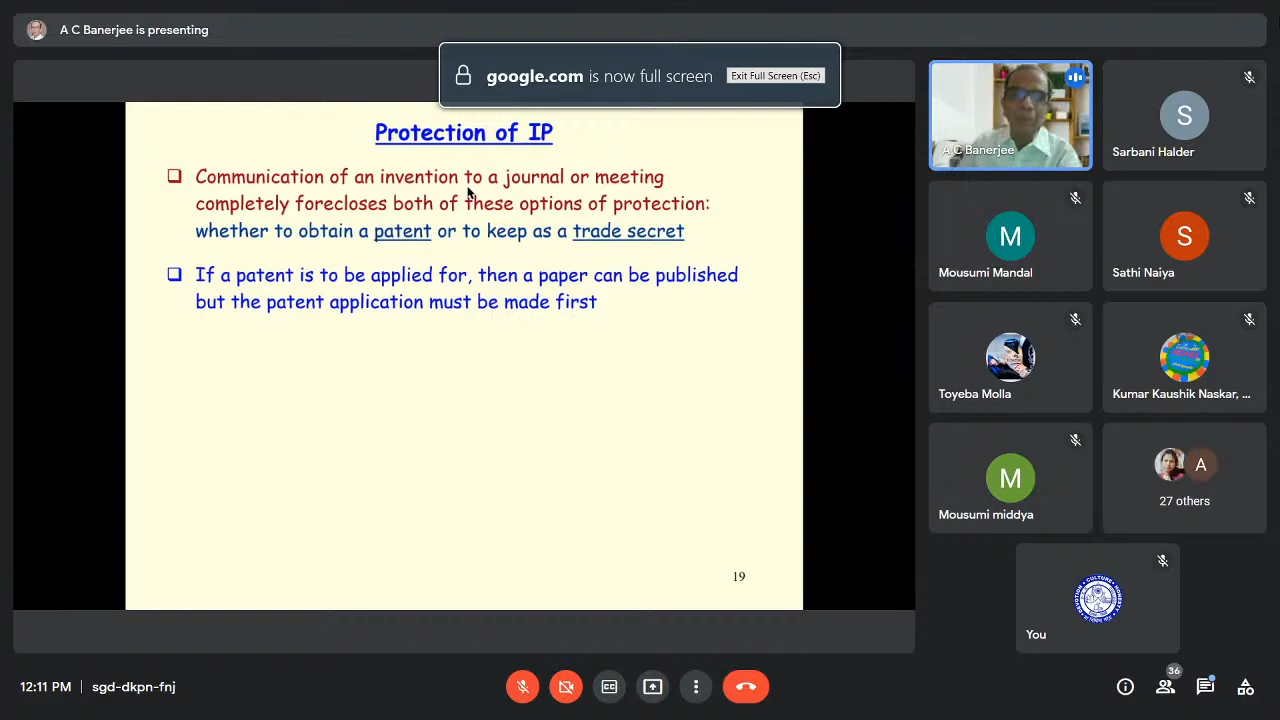 A C Banerjee is presenting
google.com is now full screen Exit Full Screen (Esc)
Protection of IP
Communication of an invention to a journal or meeting
completely forecloses both of these options of protection:
whether to obtain a patent or to keep as a trade secret
If a patent is to be applied for, then a paper can be published
but the patent application must be made first
19
A C Banerjee
S
Sarbani Halder
M
Mousumi Mandal
S
Sathi Naiya
Toyeba Molla
Kumar Kaushik Naskar, ...
M
Mousumi middya
A
27 others
You
12:11 PM | sgd-dkpn-fnj
CC
36